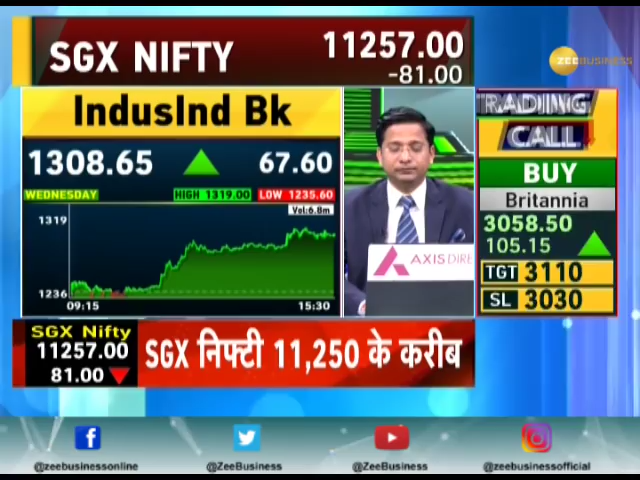 SGX NIFTY
11257.00
-81.00
ZEEBUSINESS
IndusInd Bk
1308.65 ▲ 67.60
WEDNESDAY HIGH 1319.00 LOW 1235.60
Vol:6.8m
1319
1236
09:15 15:30
AXIS DIRE
TRADING
CALL
BUY
Britannia
3058.50
105.15 ▲
TGT 3110
SL 3030
SGX Nifty
11257.00
81.00 ▼
SGX निफ्टी 11,250 के करीब
@zeebusinessonline
@ZeeBusiness
@ZeeBusiness
@zeebusinessofficial